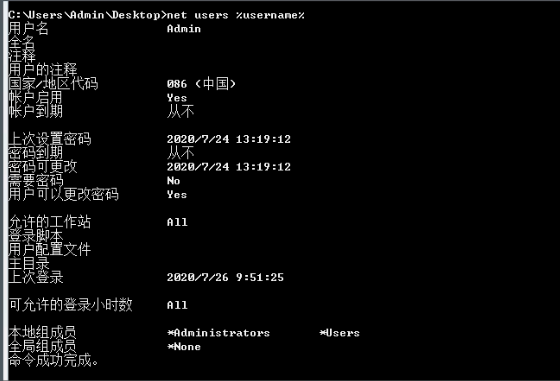 C:\Users\Admin\Desktop>net users %username%
用户名 Admin
全名
注释
用户的注释
国家/地区代码 086 (中国)
帐户启用 Yes
帐户到期 从不
上次设置密码 2020/7/24 13:19:12
密码到期 从不
密码可更改 2020/7/24 13:19:12
需要密码 No
用户可以更改密码 Yes
允许的工作站 All
登录脚本
用户配置文件
主目录
上次登录 2020/7/26 9:51:25
可允许的登录小时数 All
本地组成员 *Administrators *Users
全局组成员 *None
命令成功完成。